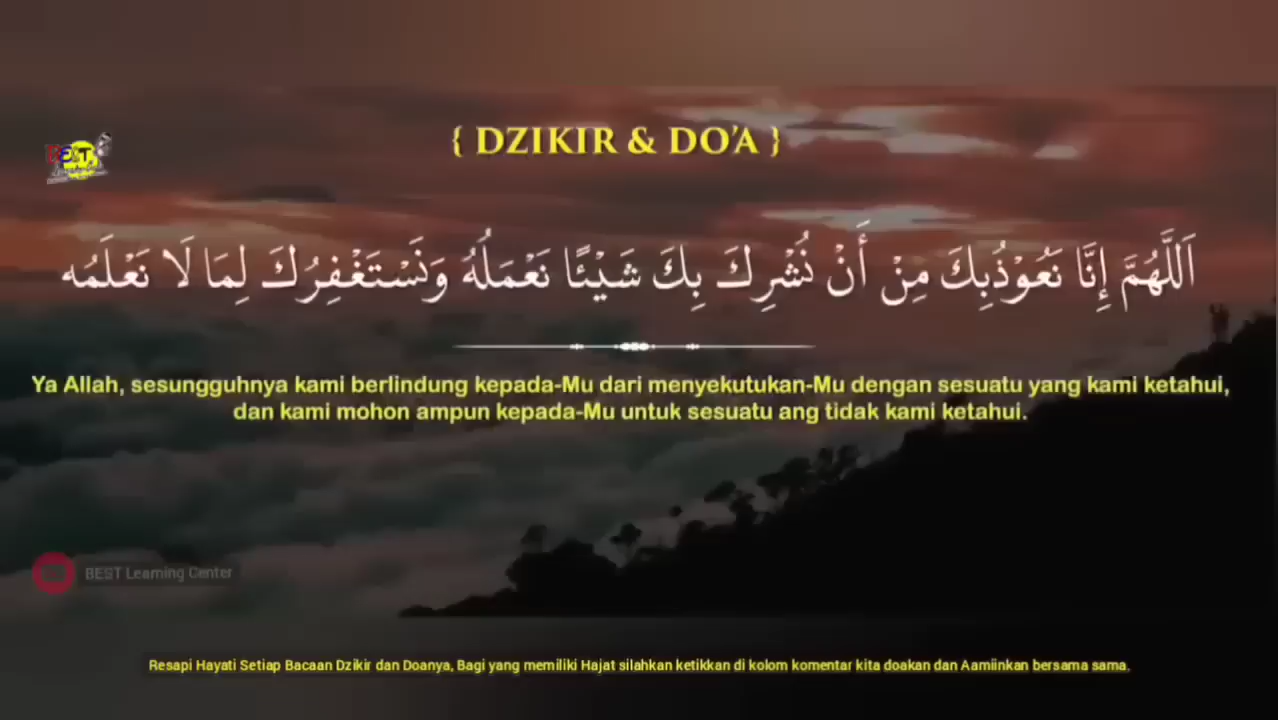 { DZIKIR & DO'A }
BEST
اَللَّهُمَّ إِنَّا نَعُوْذُبِكَ مِنْ أَنْ نُشْرِكَ بِكَ شَيْئًا نَعْمَلَهُ وَنَسْتَغْفِرُكَ لِمَا لَا نَعْلَمُه
Ya Allah, sesungguhnya kami berlindung kepada-Mu dari menyekutukan-Mu dengan sesuatu yang kami ketahui,
dan kami mohon ampun kepada-Mu untuk sesuatu ang tidak kami ketahui.
BEST Learning Center
Resapi Hayati Setiap Bacaan Dzikir dan Doanya, Bagi yang memiliki Hajat silahkan ketikkan di kolom komentar kita doakan dan Aamiinkan bersama sama.